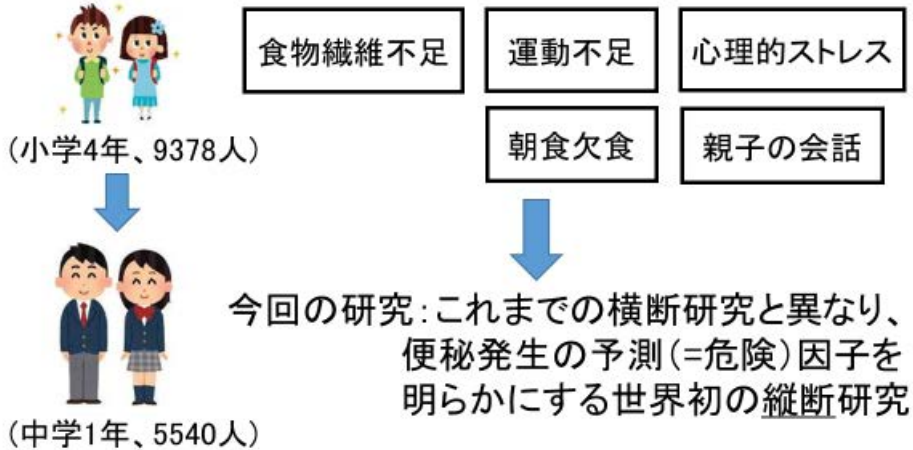 食物繊維不足
運動不足
心理的ストレス
朝食欠食
親子の会話
(小学4年、9378人)
今回の研究:これまでの横断研究と異なり、
便秘発生の予測(=危険)因子を
明らかにする世界初の縦断研究
(中学1年、5540人)